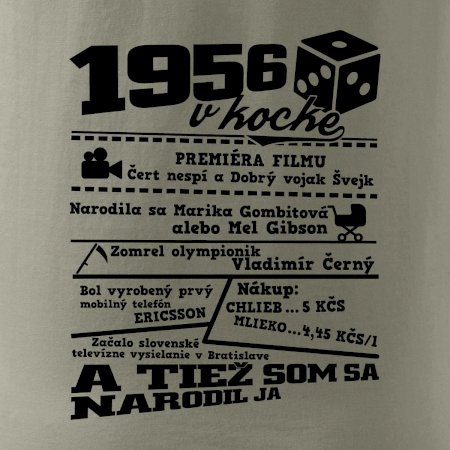 1956
v kocke
PREMIÉRA FILMU
Čert nespí a Dobrý vojak Švejk
Narodila sa Marika Gombitová
alebo Mel Gibson
Zomrel olympionik
Vladimír Černý
Bol vyrobený prvý
mobilný telefón
ERICSSON
Nákup:
CHLIEB...5 KČS
MLIEKO...4,45 KČS/l
Začalo slovenské
televízne vysielanie v Bratislave
A TIEŽ SOM SA
NARODIL JA